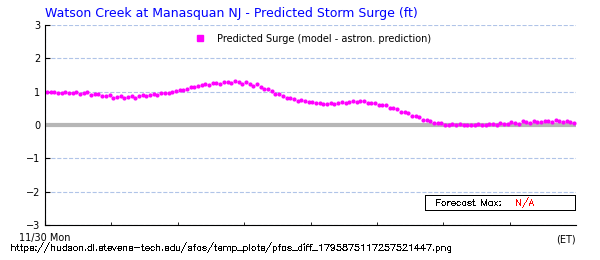 Watson Creek at Manasquan NJ - Predicted Storm Surge (ft)
3
Predicted Surge (model - astron. prediction)
2
1
0
−1
−2
Forecast Max: N/A
−3
11/30 Mon
(ET)
https://hudson.dl.stevens-tech.edu/sfas/temp_plots/pfas_diff_1795875117257521447.png